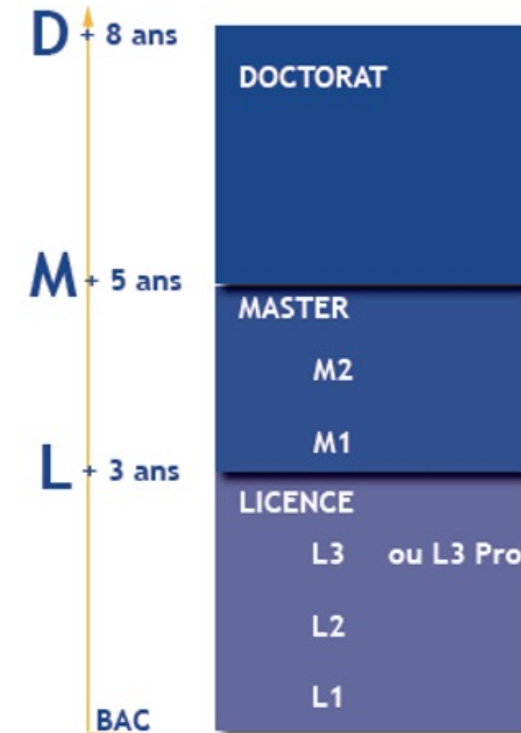 D + 8 ans
DOCTORAT
M + 5 ans
MASTER
M2
M1
L + 3 ans
LICENCE
L3 ou L3 Pro
L2
L1
BAC